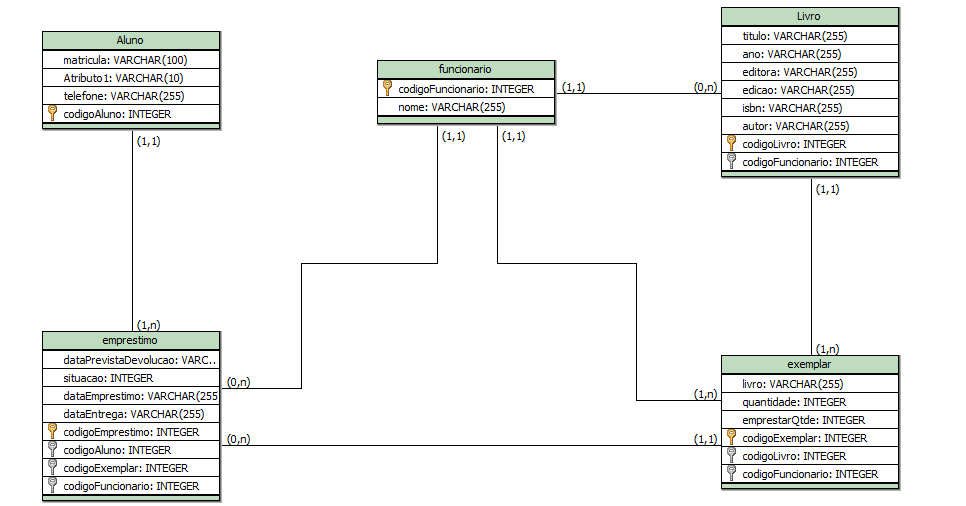 Aluno
matricula: VARCHAR(100)
Atributo1: VARCHAR(10)
telefone: VARCHAR(255)
codigoAluno: INTEGER
(1,1)
funcionario
codigoFuncionario: INTEGER
nome: VARCHAR(255)
(1,1)
(0,n)
(1,1)
(1,1)
Livro
titulo: VARCHAR(255)
ano: VARCHAR(255)
editora: VARCHAR(255)
edicao: VARCHAR(255)
isbn: VARCHAR(255)
autor: VARCHAR(255)
codigoLivro: INTEGER
codigoFuncionario: INTEGER
(1,1)
(1,n)
emprestimo
dataPrevistaDevolucao: VARC...
situacao: INTEGER
dataEmprestimo: VARCHAR(255
dataEntrega: VARCHAR(255)
codigoEmprestimo: INTEGER
codigoAluno: INTEGER
codigoExemplar: INTEGER
codigoFuncionario: INTEGER
(0,n)
(0,n)
(1,n)
(1,1)
(1,n)
exemplar
livro: VARCHAR(255)
quantidade: INTEGER
emprestarQtde: INTEGER
codigoExemplar: INTEGER
codigoLivro: INTEGER
codigoFuncionario: INTEGER